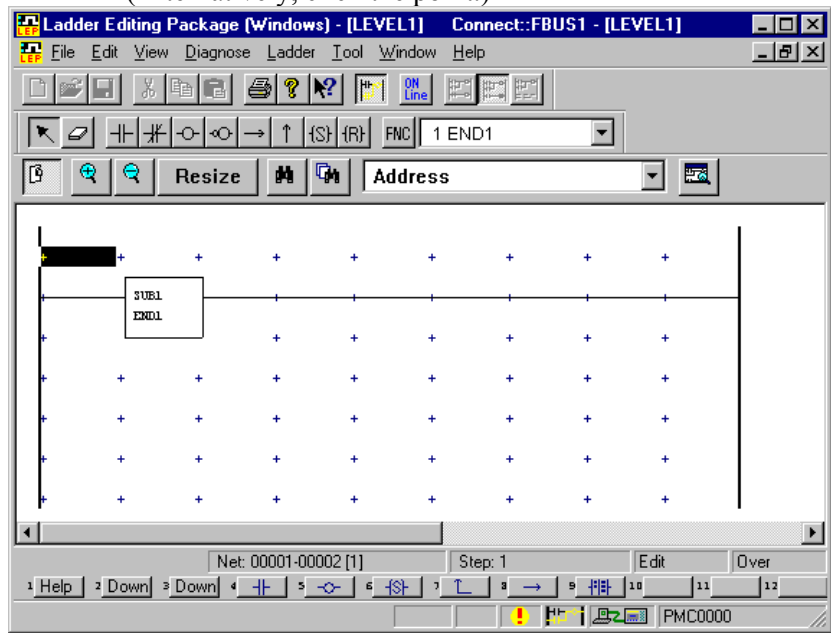 Ladder Editing Package (Windows) - [LEVEL1] Connect::FBUS1 - [LEVEL1]
LEP File Edit View Diagnose Ladder Tool Window Help
ON
Line
{S} {R} FNC 1 END1
Resize Address
SUB1
END1
Net: 00001-00002 [1] Step: 1 Edit Over
1 Help 2 Down 3 Down 4 5 6 {S} 7 8 9 10 11 12
PMC0000